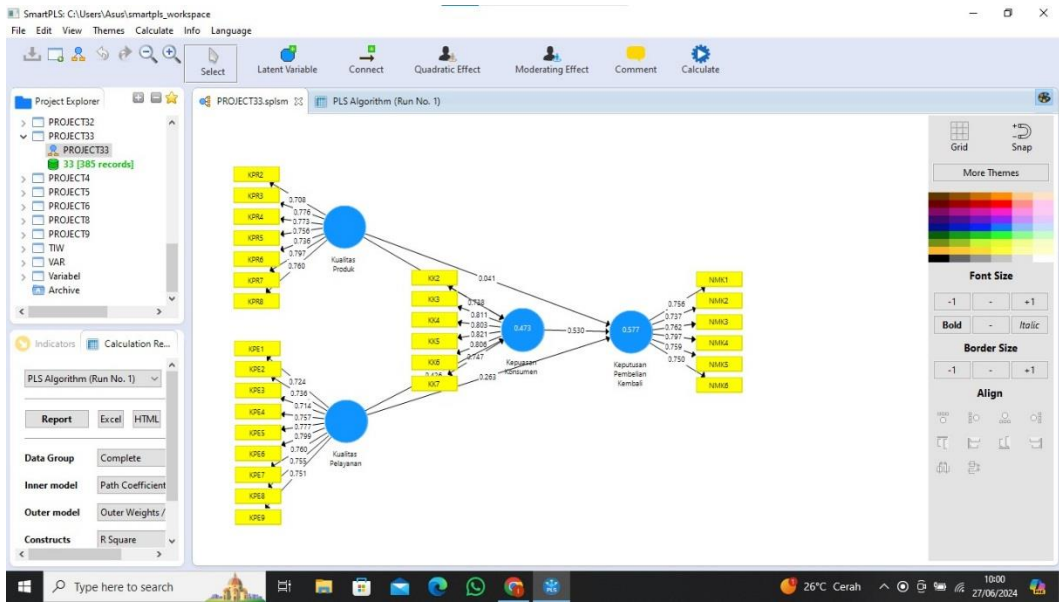 SmartPLS: C:\Users\Asus\smartpls_workspace
File Edit View Themes Calculate Info Language
Select
Latent Variable
Connect
Quadratic Effect
Moderating Effect
Comment
Calculate
Project Explorer
PROJECT32
PROJECT33
PROJECT33
33 [385 records]
PROJECT4
PROJECT5
PROJECT6
PROJECT8
PROJECT9
TIW
VAR
Variabel
Archive
Indicators
Calculation Re...
PLS Algorithm (Run No. 1)
Report
Excel
HTML
Data Group
Complete
Inner model
Path Coefficient
Outer model
Outer Weights /
Constructs
R Square
PROJECT33.splsm
PLS Algorithm (Run No. 1)
KPR2
KPR3
KPR4
KPR5
KPR6
KPR7
KPR8
0.708
0.776
0.773
0.756
0.736
0.797
0.760
Kualitas
Produk
KPE1
KPE2
KPE3
KPE4
KPE5
KPE6
KPE7
KPE8
KPE9
0.724
0.736
0.714
0.757
0.777
0.799
0.760
0.755
0.751
Kualitas
Pelayanan
KK2
KK3
KK4
KK5
KK6
KK7
0.811
0.803
0.821
0.806
0.747
0.473
Kepuasan
Konsumen
0.041
0.530
0.263
0.577
Keputusan
Pembelian
Kembali
0.756
0.737
0.762
0.797
0.759
0.750
NMK1
NMK2
NMK3
NMK4
NMK5
NMK6
Grid
Snap
More Themes
Font Size
-1
-
+1
Bold
-
Italic
Border Size
-1
-
+1
Align
Type here to search
26°C Cerah
10:00
27/06/2024